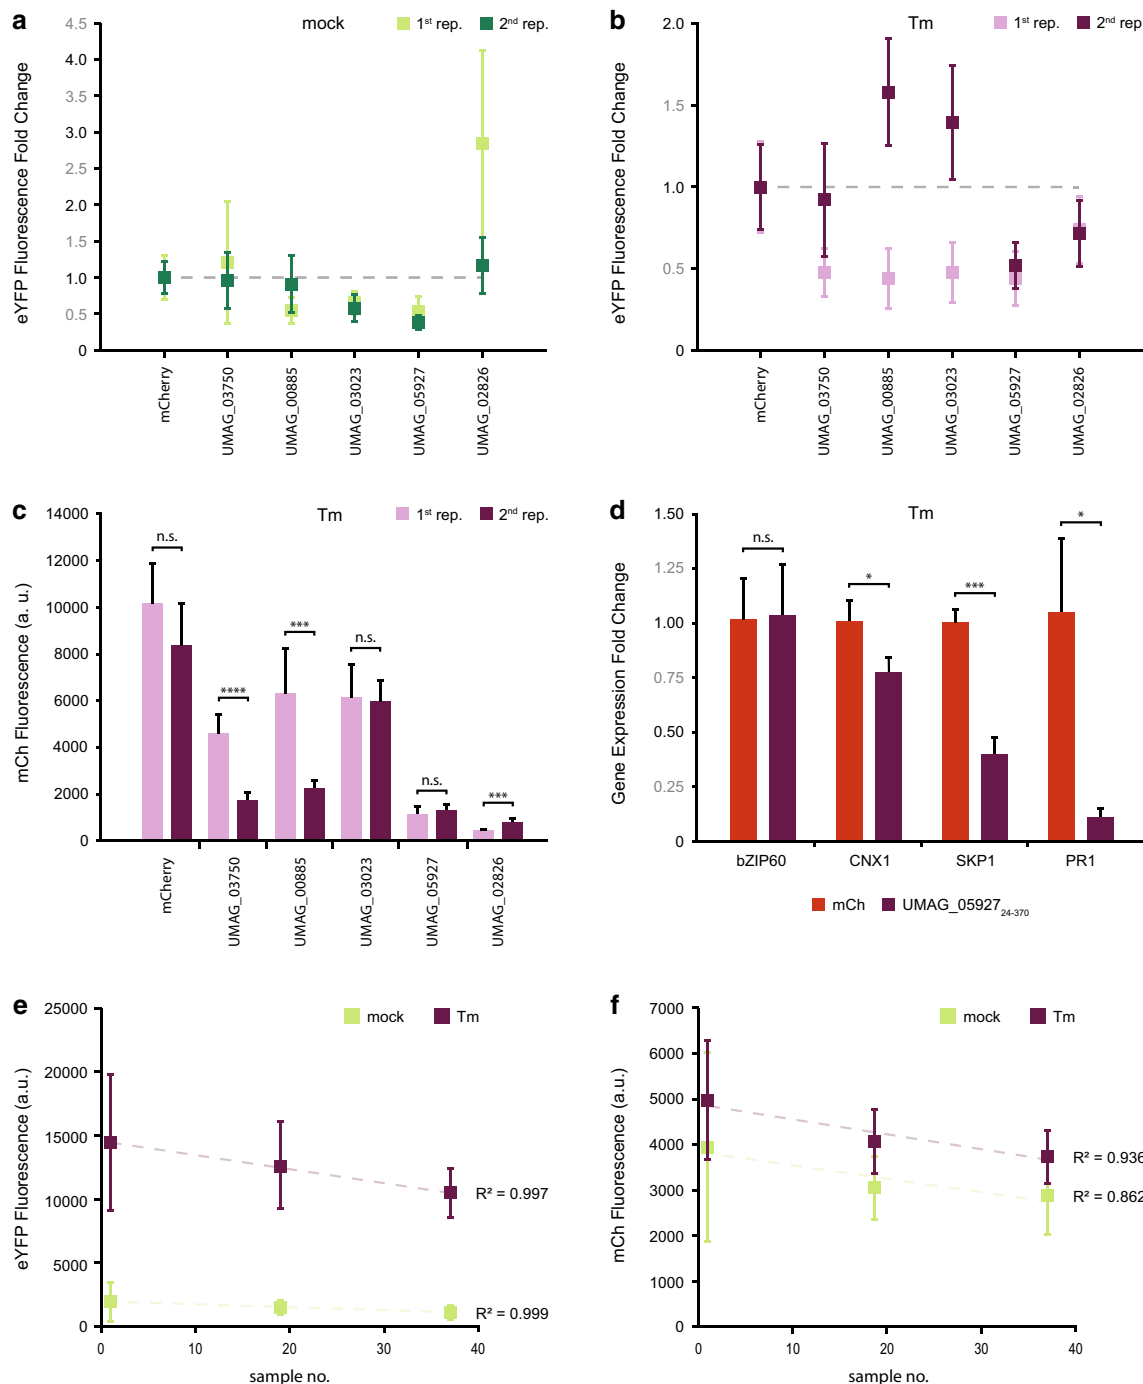 a
mock
1st rep.
2nd rep.
eYFP Fluorescence Fold Change
4.5
4.0
3.5
3.0
2.5
2.0
1.5
1.0
0.5
0
mCherry
UMAG_03750
UMAG_00885
UMAG_03023
UMAG_05927
UMAG_02826
b
Tm
1st rep.
2nd rep
eYFP Fluorescence Fold Change
2.0
1.5
1.0
0.5
0
mCherry
UMAG_03750
UMAG_00885
UMAG_03023
UMAG_05927
UMAG_02826
c
Tm
1st rep.
2nd rep.
mCh Fluorescence (a. u.)
14000
12000
10000
8000
6000
4000
2000
0
n.s.
****
***
n.s.
n.s.
***
mCherry
UMAG_03750
UMAG_00885
UMAG_03023
UMAG_05927
UMAG_02826
d
Tm
Gene Expression Fold Change
1.50
1.25
1.00
0.75
0.50
0.25
0
n.s.
*
***
*
bZIP60
CNX1
SKP1
PR1
mCh
UMAG_05927 24-370
e
mock
Tm
eYFP Fluorescence (a.u.)
25000
20000
15000
10000
5000
0
R² = 0.997
R² = 0.999
0
10
20
30
40
sample no.
f
mock
Tm
mCh Fluorescence (a.u.)
7000
6000
5000
4000
3000
2000
1000
0
R² = 0.936
R² = 0.862
0
10
20
30
40
sample no.